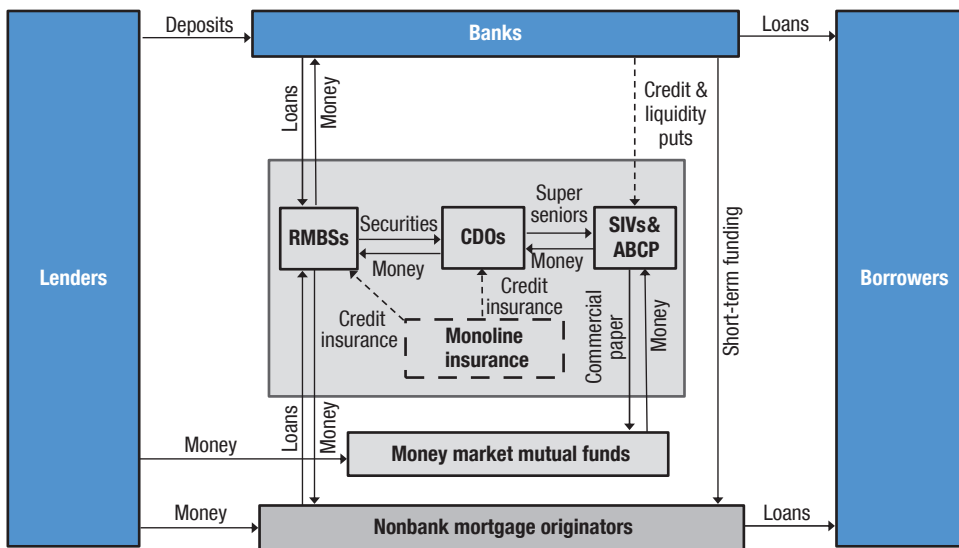 Deposits
Banks
Loans
Loans
Money
Credit &
liquidity
puts
Super
seniors
RMBSs
Securities
CDOs
SIVs&
ABCP
Money
Money
Lenders
Borrowers
Short-term funding
Credit
insurance
Credit
insurance
Monoline
insurance
Commercial
paper
Money
Loans
Money
Money
Money market mutual funds
Money
Nonbank mortgage originators
Loans